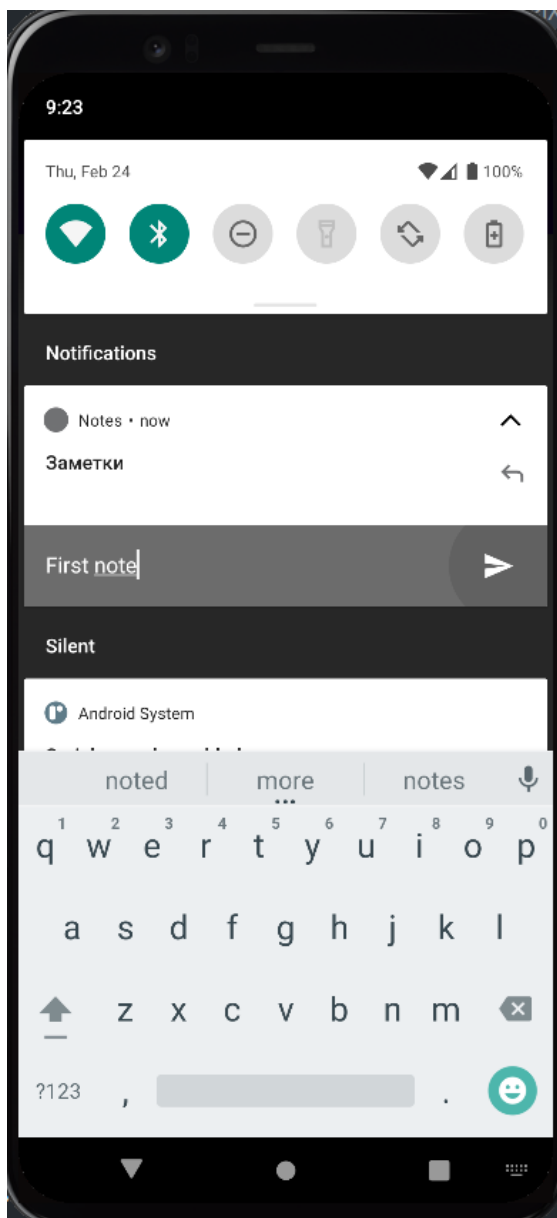 9:23
Thu, Feb 24 100%
Notifications
Notes • now
Заметки
First note
Silent
Android System
noted more notes
1 2 3 4 5 6 7 8 9 0
q w e r t y u i o p
a s d f g h j k l
z x c v b n m
?123 , .